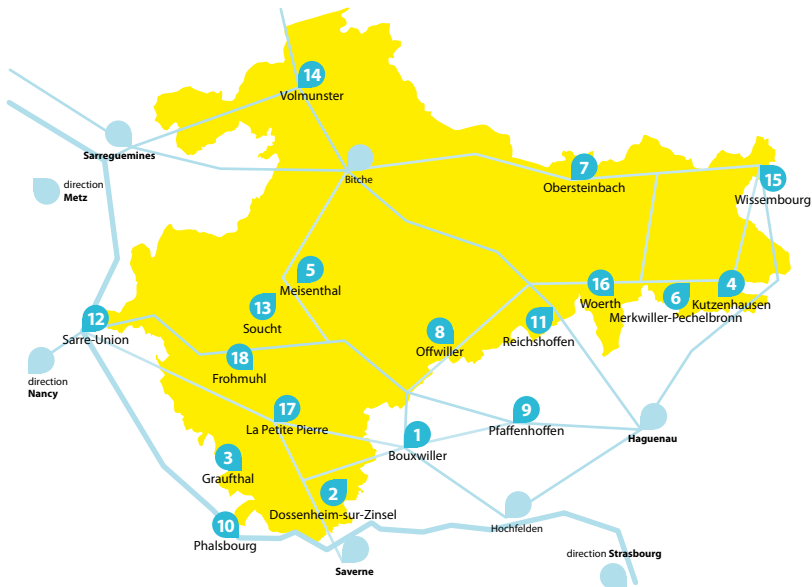 14
Volmunster
Sarreguemines
direction
Metz
Bitche
7
Obersteinbach
15
Wissembourg
5
Meisenthal
13
Soucht
16
Woerth
6
Merkwiller-Pechelbronn
4
Kutzenhausen
12
Sarre-Union
8
Offwiller
11
Reichshoffen
18
Frohmuhl
direction
Nancy
17
La Petite Pierre
9
Pfaffenhoffen
1
Bouxwiller
Haguenau
3
Graufthal
2
Dossenheim-sur-Zinsel
10
Phalsbourg
Hochfelden
Saverne
direction Strasbourg